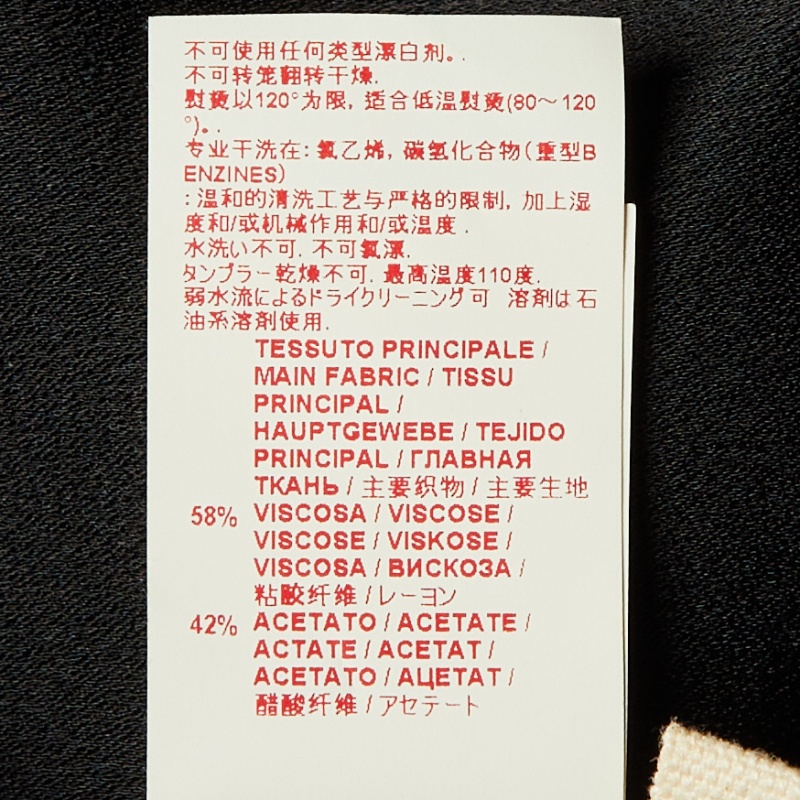 不可使用任何类型漂白剂。.
不可转笼翻转干燥.
熨烫以120°为限, 适合低温熨烫(80～120
°)。.
专业干洗在: 氯乙烯, 碳氢化合物（重型B
ENZINES）
: 温和的清洗工艺与严格的限制, 加上湿
度和/或机械作用和/或温度 .
水洗い不可. 不可氯漂.
タンブラー乾燥不可. 最高温度110度.
弱水流によるドライクリーニング可 溶剤は石
油系溶剤使用.
TESSUTO PRINCIPALE /
MAIN FABRIC / TISSU
PRINCIPAL /
HAUPTGEWEBE / TEJIDO
PRINCIPAL / ГЛАВНАЯ
ТКАНЬ / 主要织物 / 主要生地
58% VISCOSA / VISCOSE /
VISCOSE / VISKOSE /
VISCOSA / ВИСКОЗА /
粘胶纤维 / レーヨン
42% ACETATO / ACETATE /
ACTATE / ACETAT /
ACETATO / АЦЕТАТ /
醋酸纤维 / アセテート